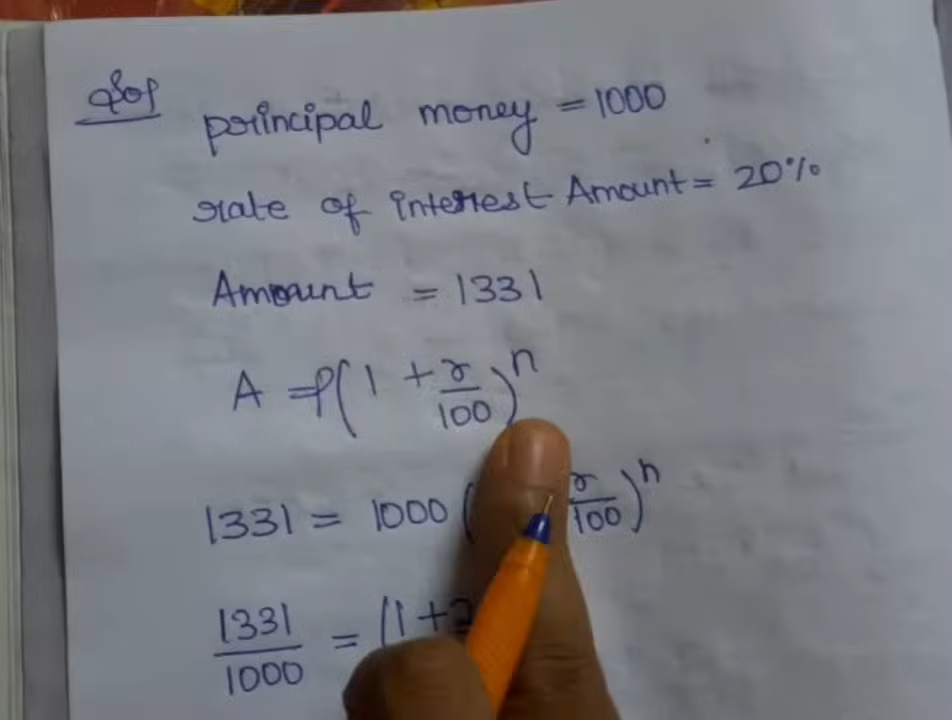 Sol
principal money = 1000
rate of interest Amount = 20%
Amount = 1331
A = P(1 + r/100)^n
1331 = 1000 ( r/100)^n
1331/1000 = (1 + 2